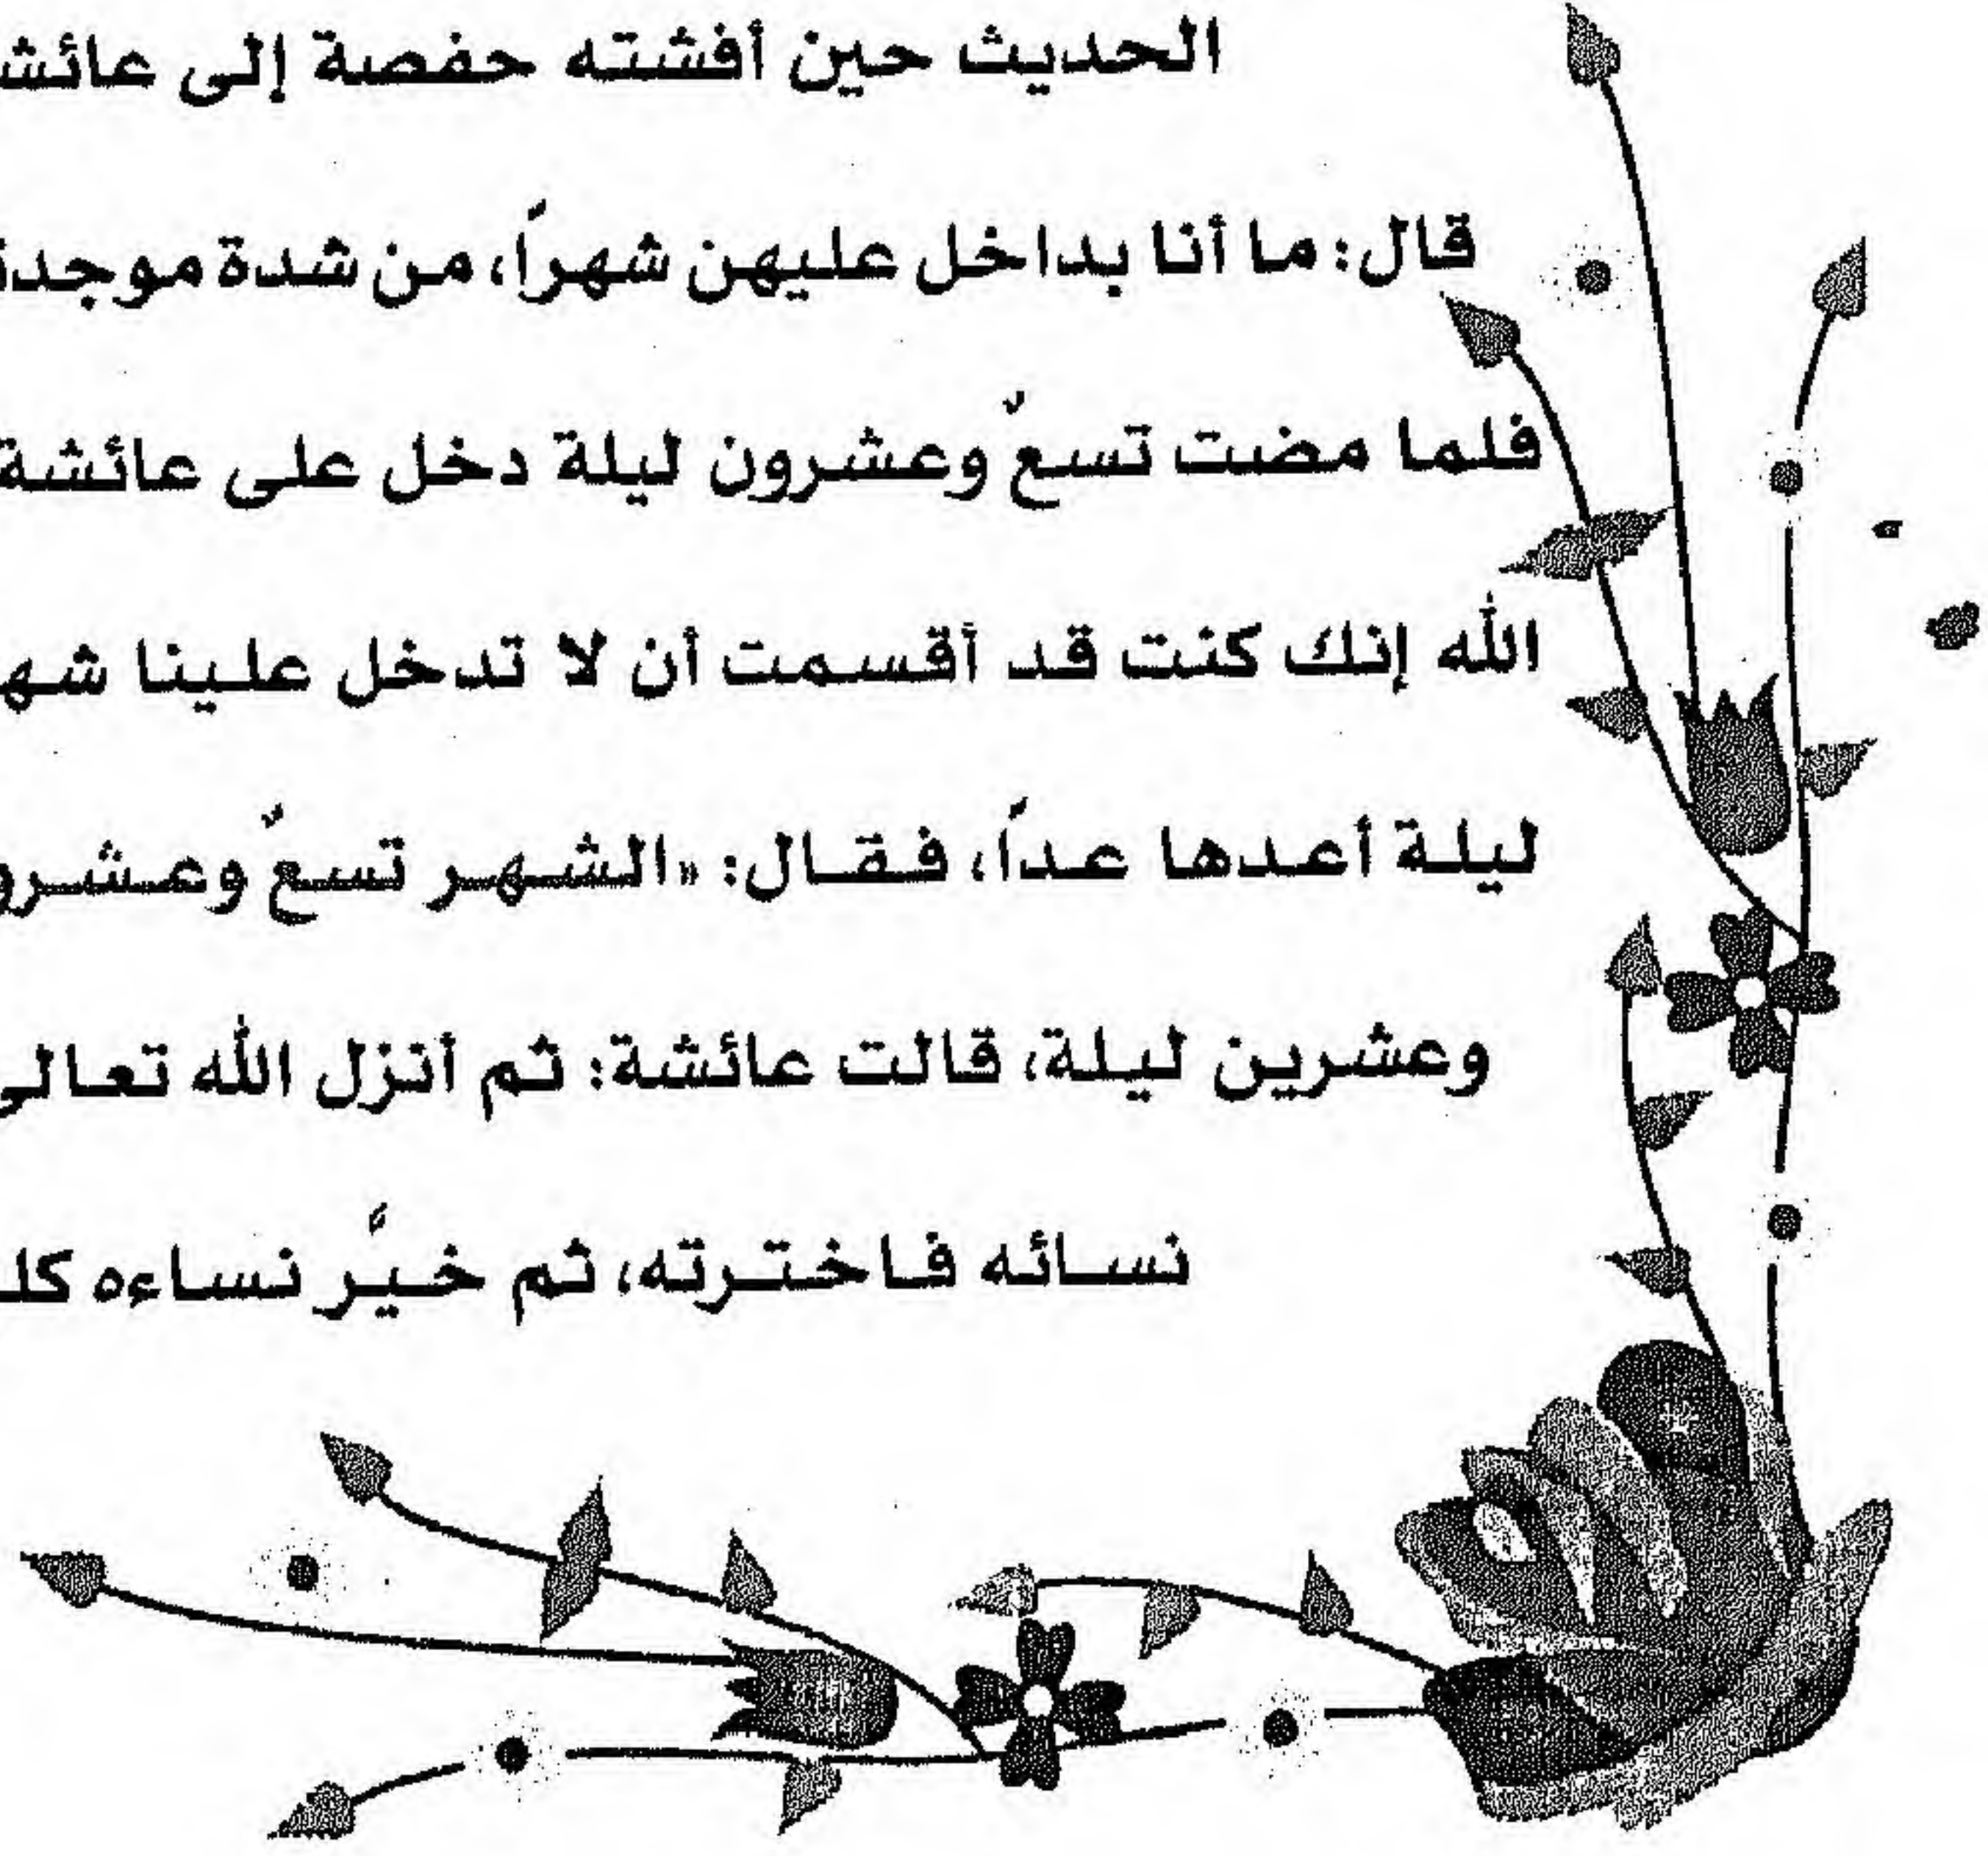 الحديث حين أفشته حفصة إلى عائش
قال: ما أنا بداخل عليهن شهراً، من شدة موجدة
فلما مضت تسعٌ وعشرون ليلة دخل على عائشة
الله إنك كنت قد أقسمت أن لا تدخل علينا شه
ليلة أعدها عداً، فقال: «الشهر تسعٌ وعشرو
وعشرين ليلة، قالت عائشة: ثم أنزل الله تعالى
نسائه فاخترته، ثم خيَّر نساءه كل